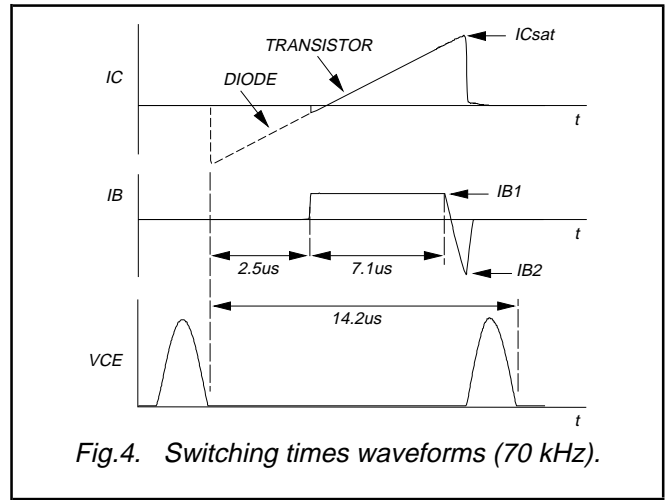 ICsat
TRANSISTOR
IC
DIODE
t
IB
IB1
t
2.5us
7.1us
IB2
14.2us
VCE
t
Fig.4. Switching times waveforms (70 kHz).